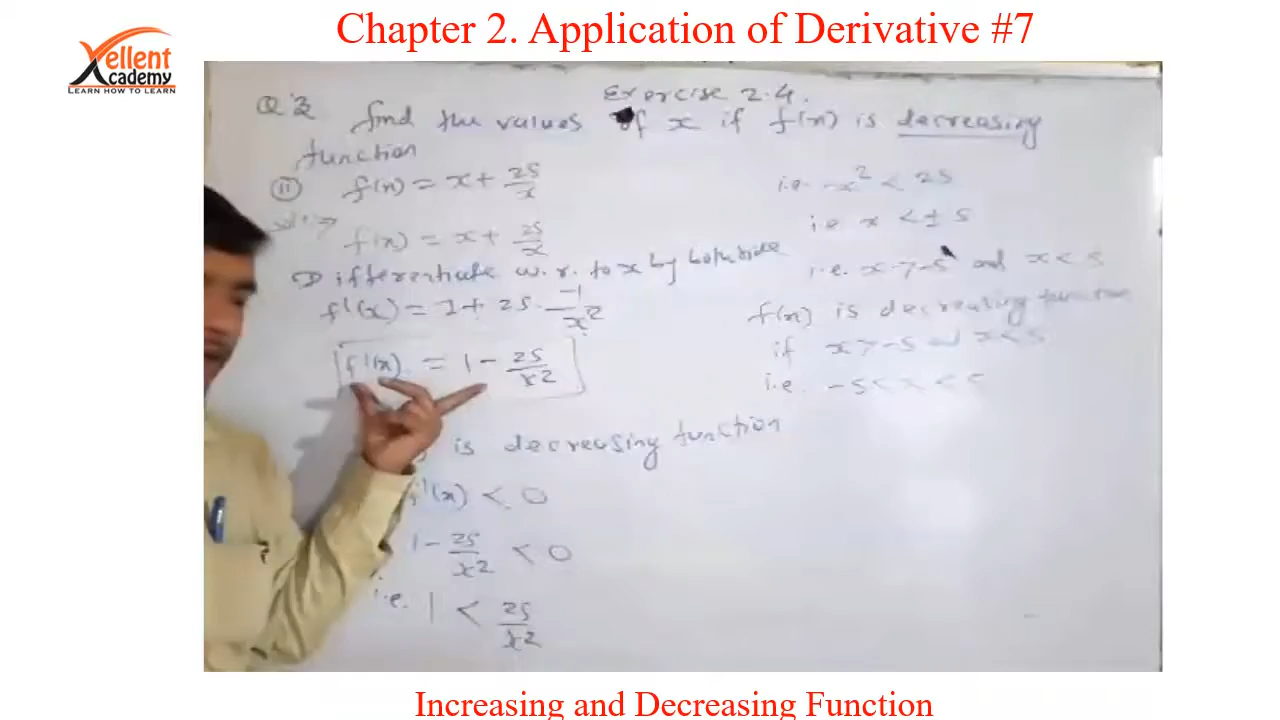 Chapter 2. Application of Derivative #7
Xellent
Academy
LEARN HOW TO LEARN
Exercise 2.4.
Q.3 find the values of x if f(x) is decreasing
function
(ii) f(x) = x + 25/x
f(x) = x + 25/x
Differentiate w.r. to x by both side
f'(x) = 1 + 25 · -1/x²
f'(x) = 1 - 25/x²
is decreasing function
f'(x) < 0
1 - 25/x² < 0
i.e. 1 < 25/x²
i.e. x² < 25
i.e x < ± 5
i.e. x > -5 and x < 5
f(x) is decreasing function
if x > -5 and x < 5
i.e. -5 < x <
Increasing and Decreasing Function